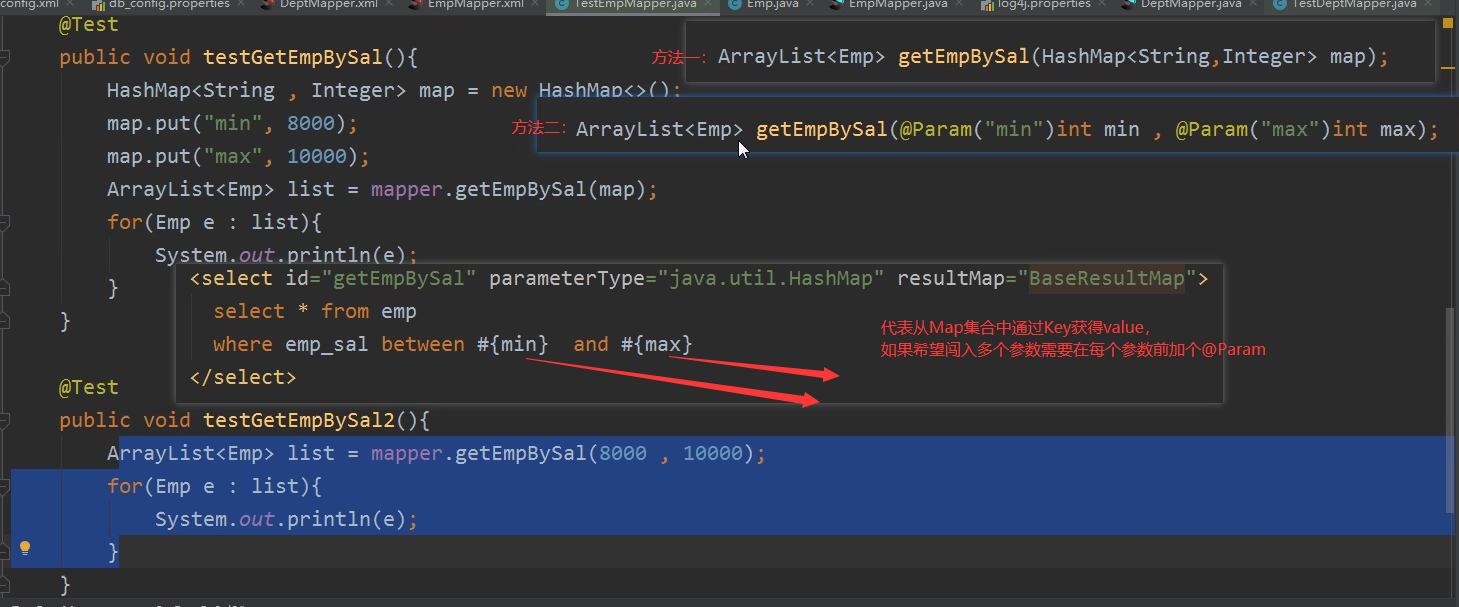 config.xml × db_config.properties × DeptMapper.xml × EmpMapper.xml × TestEmpMapper.java × Emp.java × EmpMapper.java × log4j.properties × DeptMapper.java × TestDeptMapper.java ×
@Test
public void testGetEmpBySal(){
方法一： ArrayList<Emp> getEmpBySal(HashMap<String,Integer> map);
HashMap<String , Integer> map = new HashMap<>();
map.put("min", 8000);
方法二： ArrayList<Emp> getEmpBySal(@Param("min")int min , @Param("max")int max);
map.put("max", 10000);
ArrayList<Emp> list = mapper.getEmpBySal(map);
for(Emp e : list){
System.out.println(e);
}
}
<select id="getEmpBySal" parameterType="java.util.HashMap" resultMap="BaseResultMap">
select * from emp
where emp_sal between #{min} and #{max}
</select>
代表从Map集合中通过Key获得value，
如果希望闯入多个参数需要在每个参数前加个@Param
@Test
public void testGetEmpBySal2(){
ArrayList<Emp> list = mapper.getEmpBySal(8000 , 10000);
for(Emp e : list){
System.out.println(e);
}
}